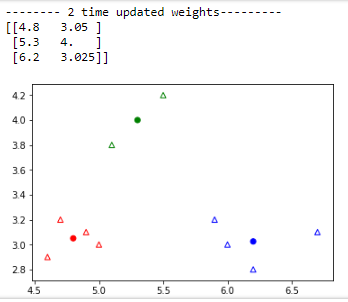 -------- 2 time updated weights---------
[[4.8 3.05 ]
[5.3 4. ]
[6.2 3.025]]
4.2
4.0
3.8
3.6
3.4
3.2
3.0
2.8
4.5 5.0 5.5 6.0 6.5